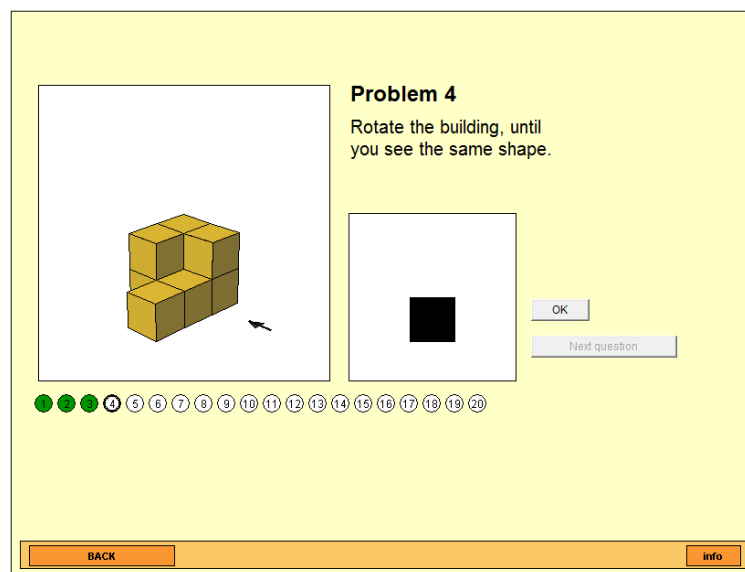 Problem 4
Rotate the building, until
you see the same shape.
OK
Next question
1 2 3 4 5 6 7 8 9 10 11 12 13 14 15 16 17 18 19 20
BACK
info